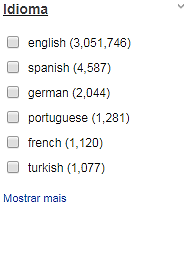 Idioma
english (3,051,746)
spanish (4,587)
german (2,044)
portuguese (1,281)
french (1,120)
turkish (1,077)
Mostrar mais